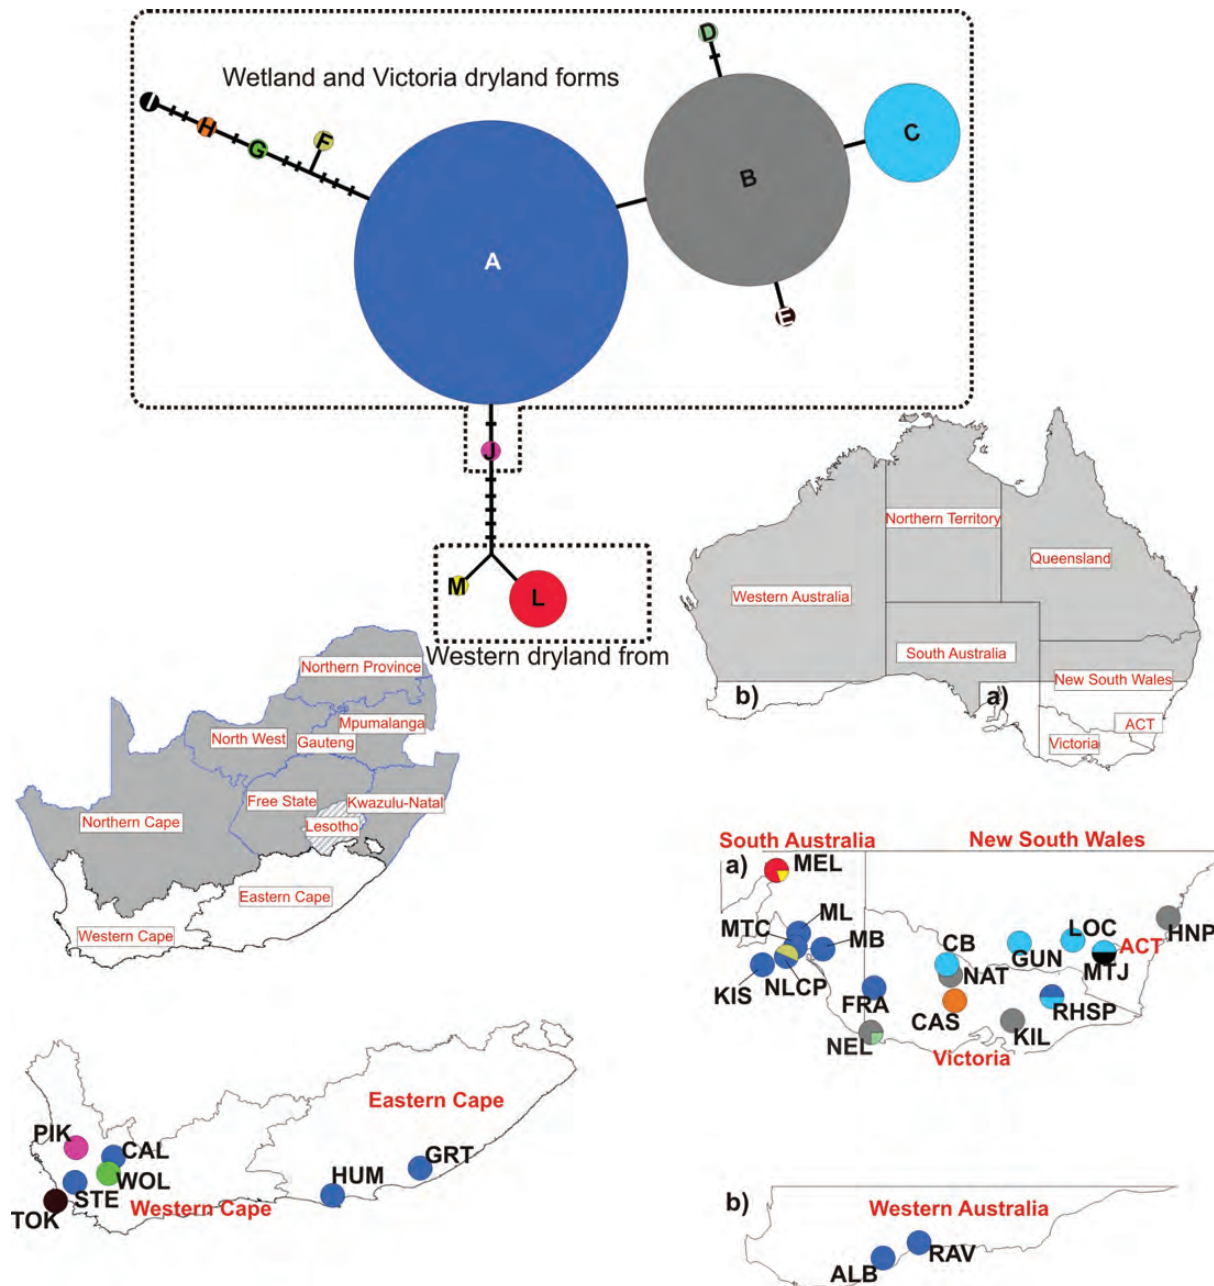 D
Wetland and Victoria dryland forms
I
H
G
F
C
B
A
E
J
M
L
Western dryland from
Northern Territory
Queensland
Western Australia
South Australia
New South Wales
b)
a)
ACT
Victoria
Northern Province
Mpumalanga
North West
Gauteng
Free State
Kwazulu-Natal
Northern Cape
Lesotho
Eastern Cape
Western Cape
South Australia
New South Wales
a)
MEL
ML
MTC
MB
CB
LOC
HNP
GUN
ACT
MTJ
KIS
NLCP
NAT
FRA
CAS
RHSP
KIL
NEL
Victoria
Eastern Cape
PIK
CAL
GRT
WOL
HUM
STE
Western Cape
TOK
b)
Western Australia
RAV
ALB